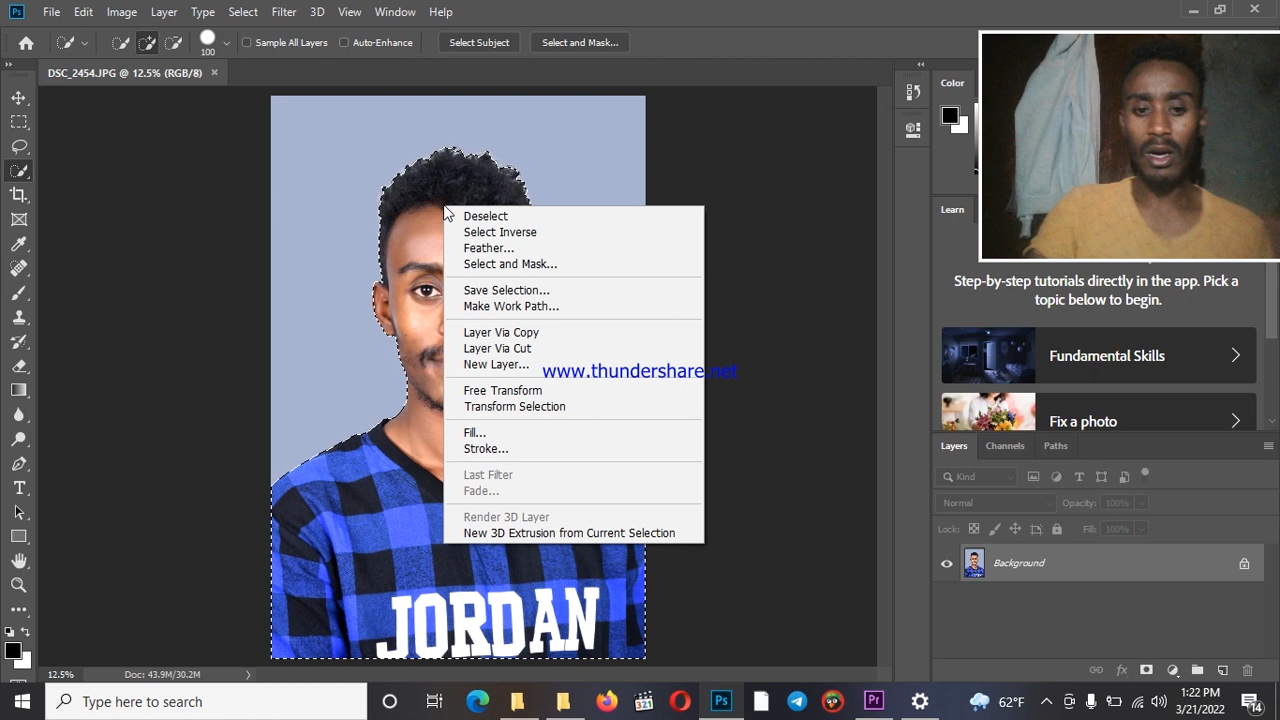 Ps File Edit Image Layer Type Select Filter 3D View Window Help
100 Sample All Layers Auto-Enhance Select Subject Select and Mask...
DSC_2454.JPG @ 12.5% (RGB/8) ×
Color
Deselect
Select Inverse
Feather...
Select and Mask...
Save Selection...
Make Work Path...
Layer Via Copy
Layer Via Cut
New Layer...
www.thundershare.net
Free Transform
Transform Selection
Fill...
Stroke...
Last Filter
Fade...
Render 3D Layer
New 3D Extrusion from Current Selection
JORDAN
Learn
Step-by-step tutorials directly in the app. Pick a
topic below to begin.
Fundamental Skills
Fix a photo
Layers Channels Paths
Kind
Normal Opacity: 100%
Lock: Fill: 100%
Background
12.5% Doc: 43.9M/30.2M
Type here to search
321
Ps
Pr
62°F
1:22 PM
3/21/2022
14